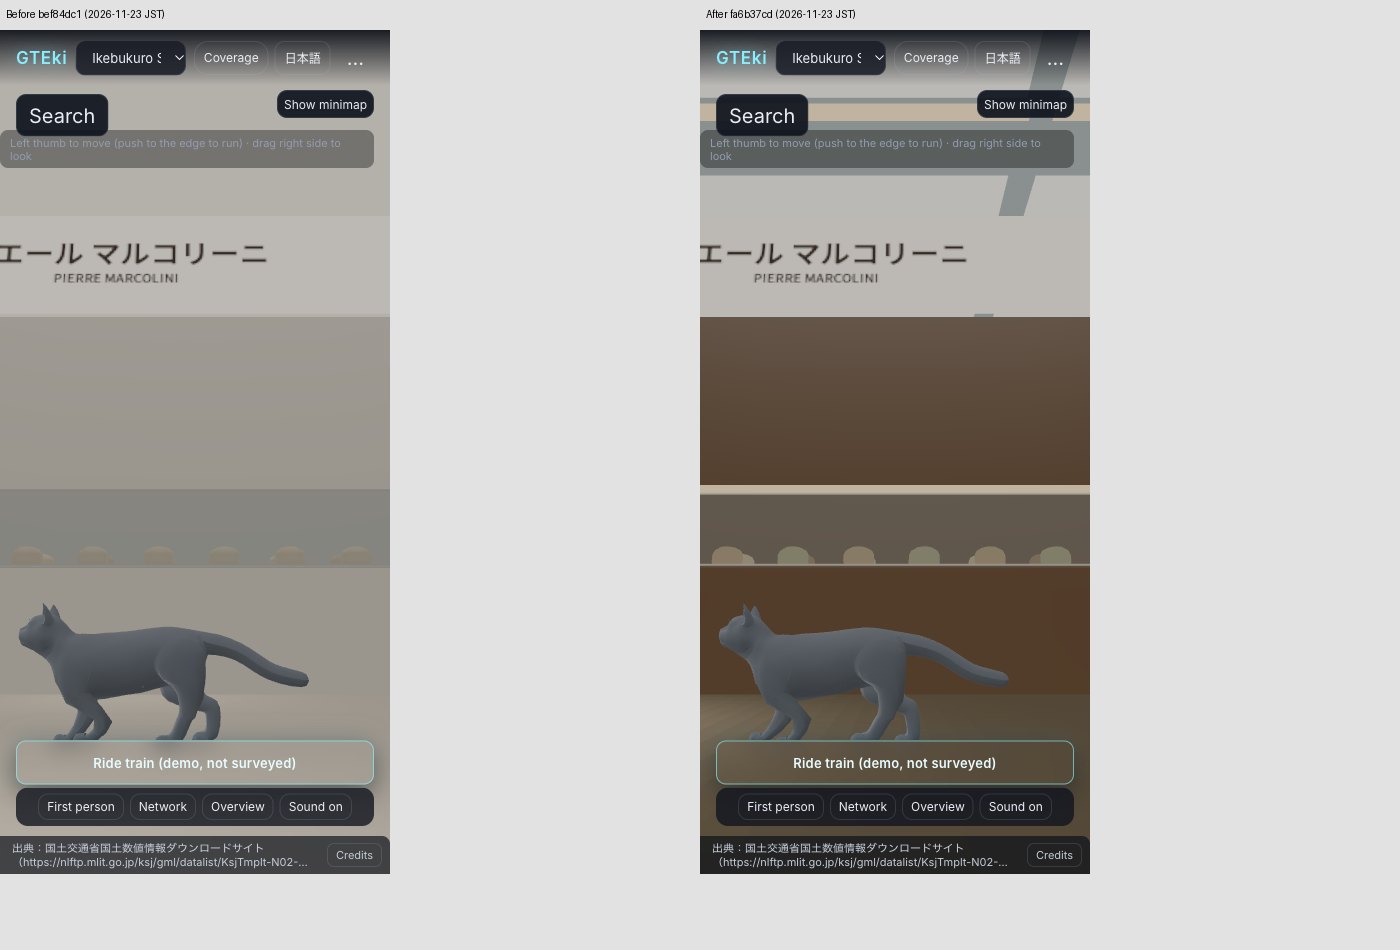 Before bef84dc1 (2026-11-23 JST)
GTEki
Ikebukuro S
Coverage
日本語
...
Search
Show minimap
Left thumb to move (push to the edge to run) · drag right side to
look
エール マルコリーニ
PIERRE MARCOLINI
Ride train (demo, not surveyed)
First person
Network
Overview
Sound on
出典：国土交通省国土数値情報ダウンロードサイト
（https://nlftp.mlit.go.jp/ksj/gml/datalist/KsjTmplt-N02-...
Credits
After fa6b37cd (2026-11-23 JST)
GTEki
Ikebukuro S
Coverage
日本語
...
Search
Show minimap
Left thumb to move (push to the edge to run) · drag right side to
look
エール マルコリーニ
PIERRE MARCOLINI
Ride train (demo, not surveyed)
First person
Network
Overview
Sound on
出典：国土交通省国土数値情報ダウンロードサイト
（https://nlftp.mlit.go.jp/ksj/gml/datalist/KsjTmplt-N02-...
Credits